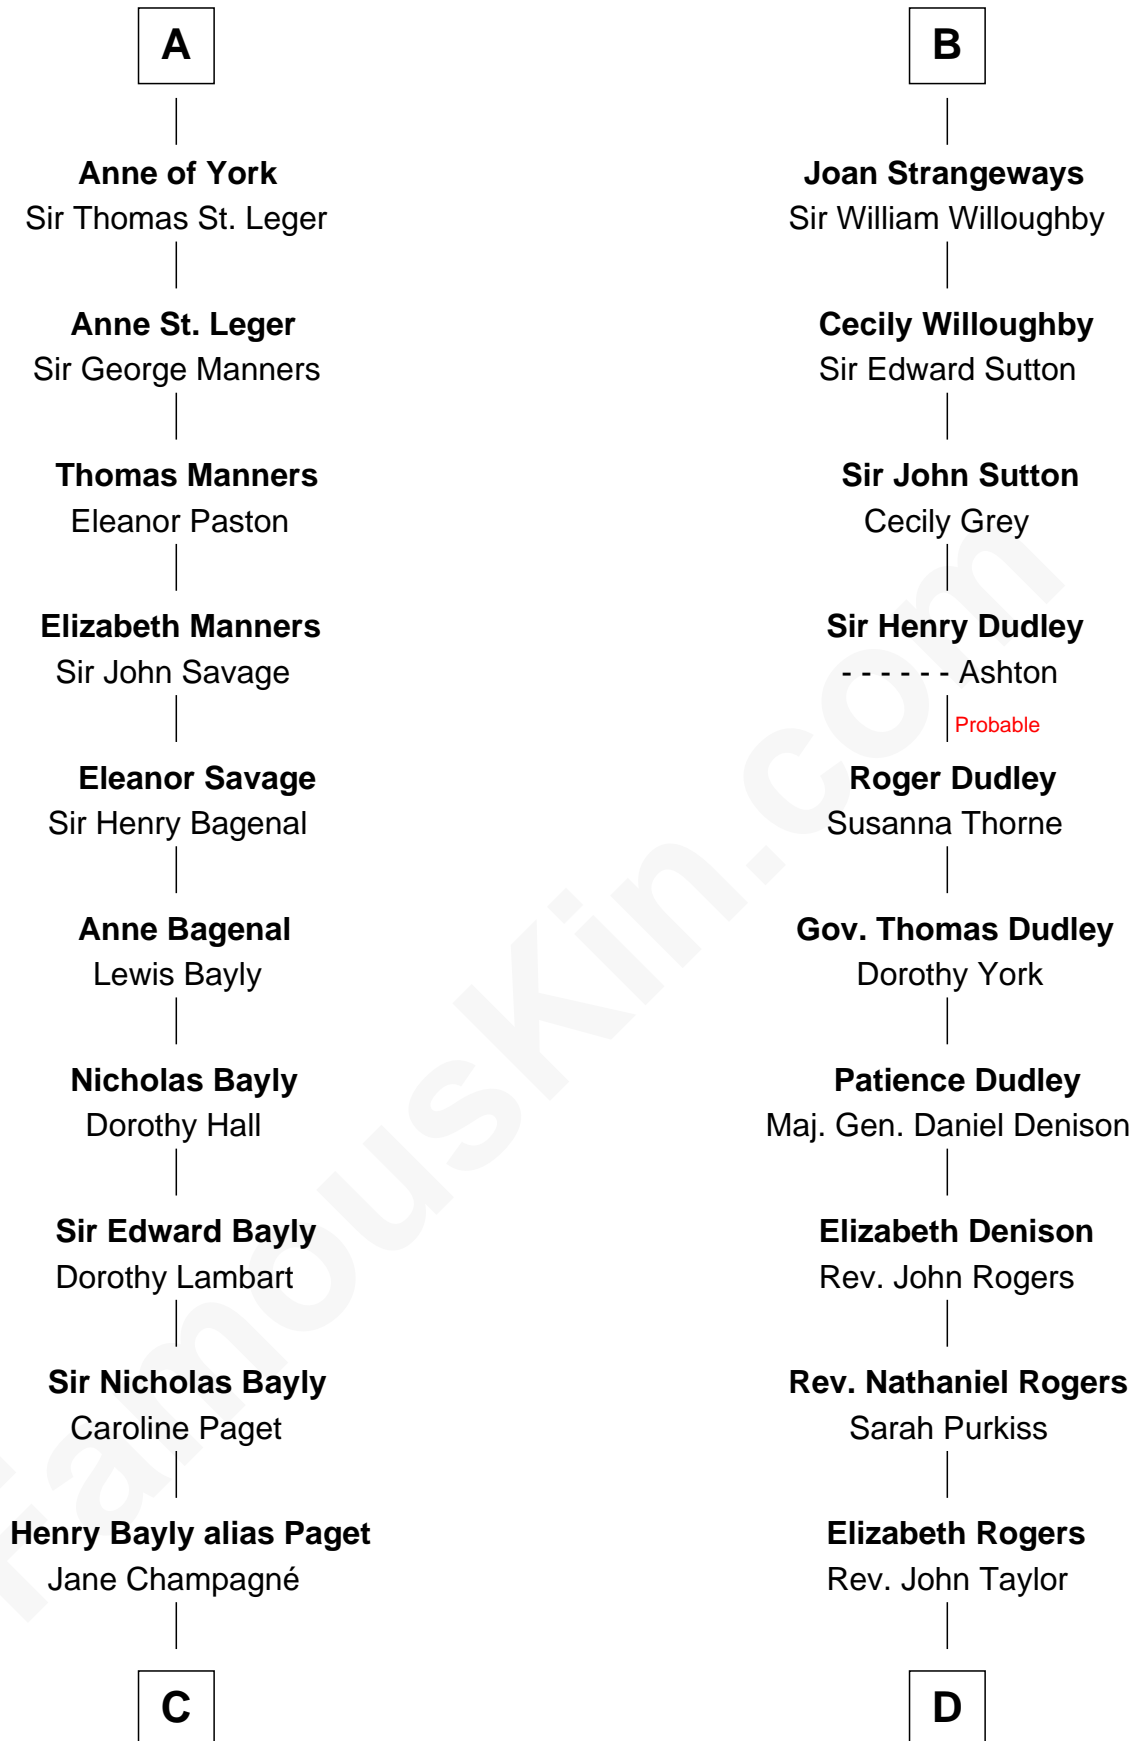 A
Anne of York
Sir Thomas St. Leger
Anne St. Leger
Sir George Manners
Thomas Manners
Eleanor Paston
Elizabeth Manners
Sir John Savage
Eleanor Savage
Sir Henry Bagenal
Anne Bagenal
Lewis Bayly
Nicholas Bayly
Dorothy Hall
Sir Edward Bayly
Dorothy Lambart
Sir Nicholas Bayly
Caroline Paget
Henry Bayly alias Paget
Jane Champagné
C
B
Joan Strangeways
Sir William Willoughby
Cecily Willoughby
Sir Edward Sutton
Sir John Sutton
Cecily Grey
Sir Henry Dudley
- - - - - - Ashton
Probable
Roger Dudley
Susanna Thorne
Gov. Thomas Dudley
Dorothy York
Patience Dudley
Maj. Gen. Daniel Denison
Elizabeth Denison
Rev. John Rogers
Rev. Nathaniel Rogers
Sarah Purkiss
Elizabeth Rogers
Rev. John Taylor
D
famouskin.com